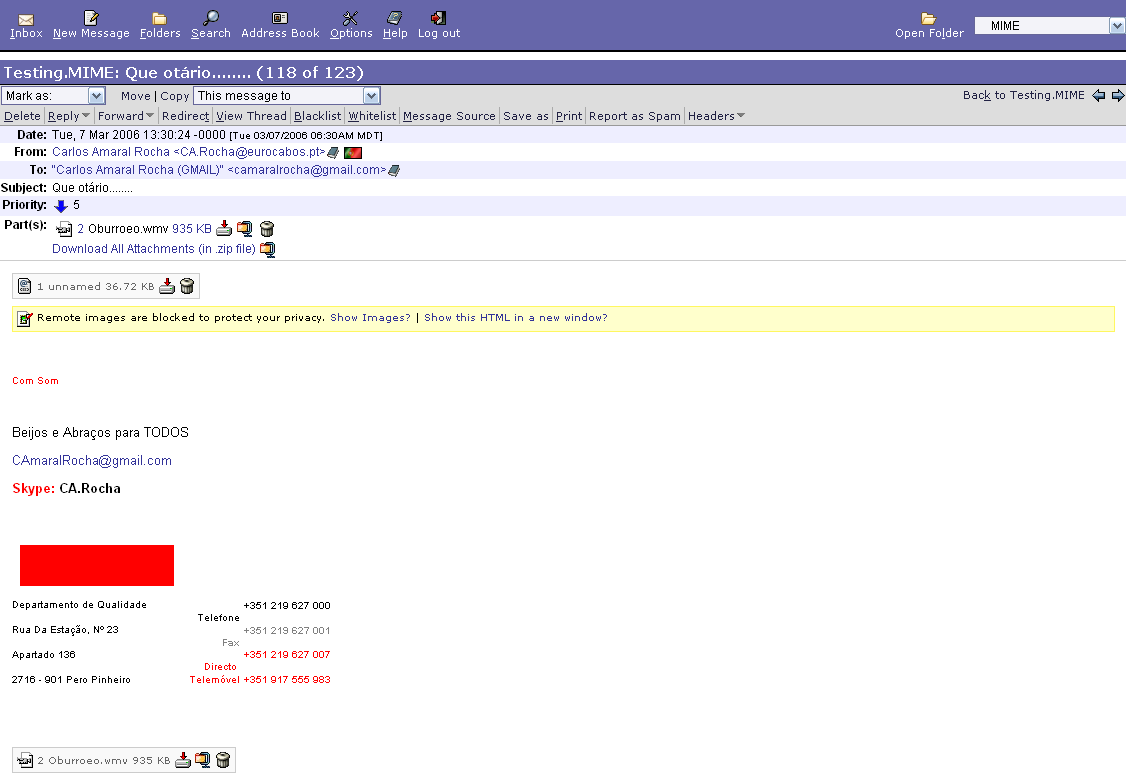 Inbox New Message Folders Search Address Book Options Help Log out Open Folder MIME
Testing.MIME: Que otário........ (118 of 123)
Mark as: Move | Copy This message to Back to Testing.MIME
Delete Reply Forward Redirect View Thread Blacklist Whitelist Message Source Save as Print Report as Spam Headers
Date: Tue, 7 Mar 2006 13:30:24 -0000 [Tue 03/07/2006 06:30AM MDT]
From: Carlos Amaral Rocha <CA.Rocha@eurocabos.pt>
To: "Carlos Amaral Rocha (GMAIL)" <camaralrocha@gmail.com>
Subject: Que otário........
Priority: 5
Part(s): 2 Oburroeo.wmv 935 KB
Download All Attachments (in .zip file)
1 unnamed 36.72 KB
Remote images are blocked to protect your privacy. Show Images? | Show this HTML in a new window?
Com Som
Beijos e Abraços para TODOS
CAmaralRocha@gmail.com
Skype: CA.Rocha
Departamento de Qualidade
Telefone +351 219 627 000
Rua Da Estação, Nº 23
Fax +351 219 627 001
Apartado 136
Directo +351 219 627 007
2716 - 901 Pero Pinheiro
Telemóvel +351 917 555 983
2 Oburroeo.wmv 935 KB